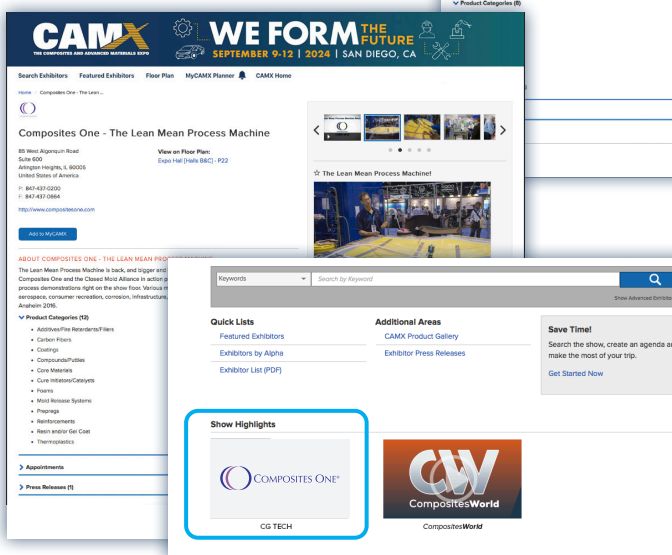 Product Categories (8)
CAMX
THE COMPOSITES AND ADVANCED MATERIALS EXPO
WE FORM THE FUTURE
SEPTEMBER 9-12 | 2024 | SAN DIEGO, CA
Search Exhibitors Featured Exhibitors Floor Plan MyCAMX Planner CAMX Home
Home / Composites One - The Lean ...
Composites One - The Lean Mean Process Machine
85 West Algonquin Road
Suite 600
Arlington Heights, IL 60005
United States of America
P: 847-437-0200
F: 847-437-0664
http://www.compositesone.com
View on Floor Plan:
Expo Hall [Halls B&C] - P22
Add to MyCAMX
☆ The Lean Mean Process Machine!
ABOUT COMPOSITES ONE - THE LEAN MEAN PROCESS MACHINE
The Lean Mean Process Machine is back, and bigger and
Composites One and the Closed Mold Alliance in action p
process demonstrations right on the show floor. Various m
aerospace, consumer recreation, corrosion, infrastructure,
Anaheim 2016.
Product Categories (12)
• Additives/Fire Retardents/Fillers
• Carbon Fibers
• Coatings
• Compounds/Putties
• Core Materials
• Cure Initiators/Catalysts
• Foams
• Mold Release Systems
• Prepregs
• Reinforcements
• Resin and/or Gel Coat
• Thermoplastics
Appointments
Press Releases (1)
Keywords Search by Keyword
Show Advanced Exhibito
Quick Lists
Featured Exhibitors
Exhibitors by Alpha
Exhibitor List (PDF)
Additional Areas
CAMX Product Gallery
Exhibitor Press Releases
Save Time!
Search the show, create an agenda an
make the most of your trip.
Get Started Now
Show Highlights
COMPOSITES ONE®
CG TECH
CW
CompositesWorld
CompositesWorld